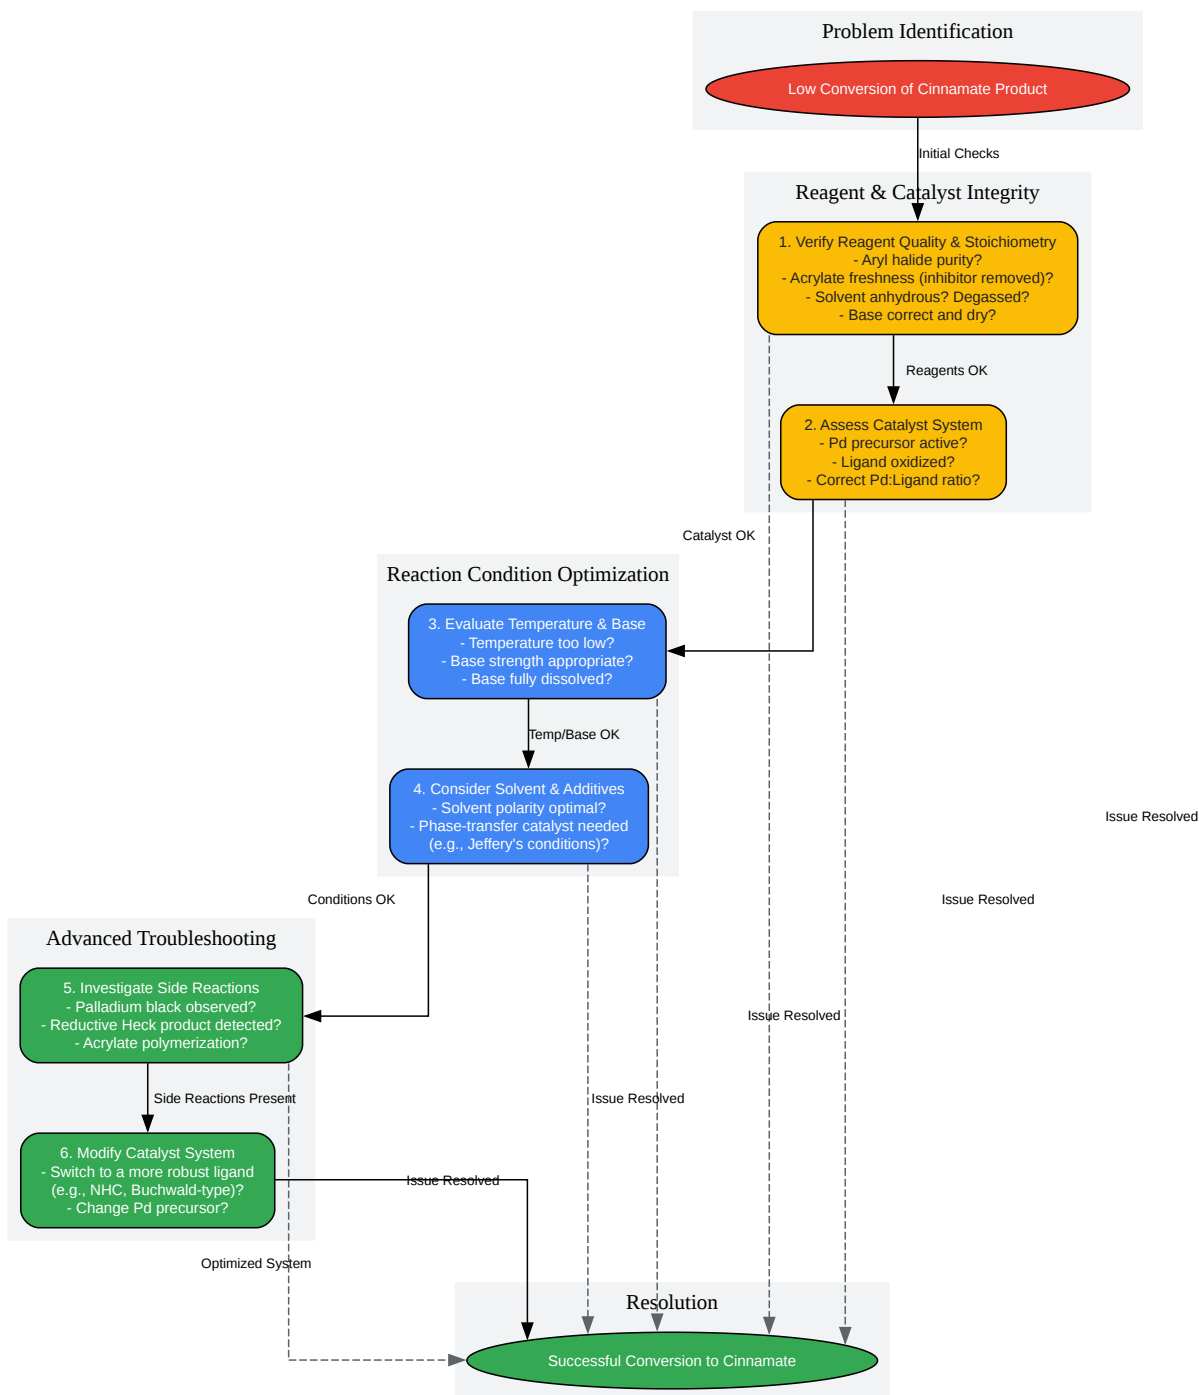 Problem Identification
Low Conversion of Cinnamate Product
Initial Checks
Reagent & Catalyst Integrity
1. Verify Reagent Quality & Stoichiometry
- Aryl halide purity?
- Acrylate freshness (inhibitor removed)?
- Solvent anhydrous? Degassed?
- Base correct and dry?
Reagents OK
2. Assess Catalyst System
- Pd precursor active?
- Ligand oxidized?
- Correct Pd:Ligand ratio?
Catalyst OK
Reaction Condition Optimization
3. Evaluate Temperature & Base
- Temperature too low?
- Base strength appropriate?
- Base fully dissolved?
Temp/Base OK
4. Consider Solvent & Additives
- Solvent polarity optimal?
- Phase-transfer catalyst needed
(e.g., Jeffery's conditions)?
Issue Resolved
Conditions OK
Issue Resolved
Advanced Troubleshooting
5. Investigate Side Reactions
- Palladium black observed?
- Reductive Heck product detected?
- Acrylate polymerization?
Issue Resolved
Side Reactions Present
Issue Resolved
6. Modify Catalyst System
- Switch to a more robust ligand
(e.g., NHC, Buchwald-type)?
- Change Pd precursor?
Issue Resolved
Optimized System
Resolution
Successful Conversion to Cinnamate